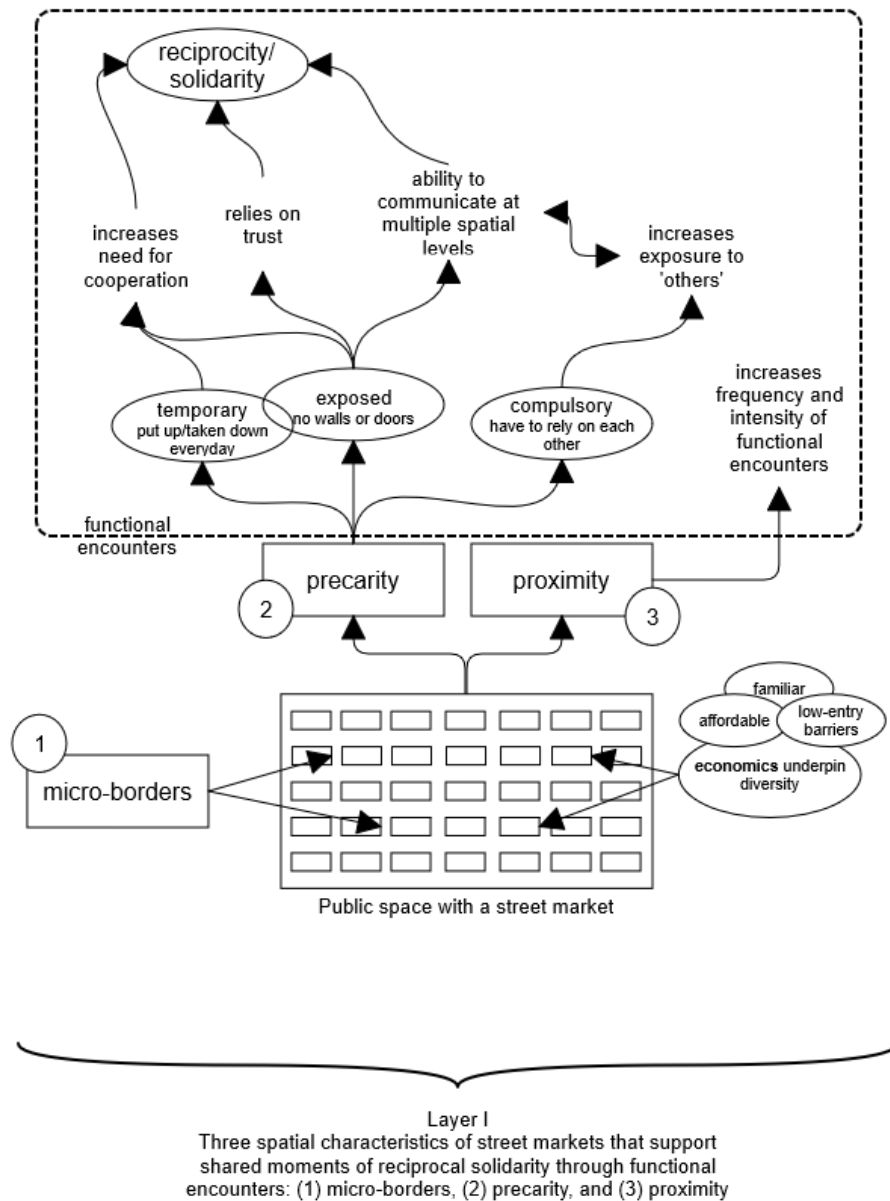 reciprocity/
solidarity
increases
need for
cooperation
relies on
trust
ability to
communicate at
multiple spatial
levels
increases
exposure to
'others'
temporary
put up/taken down
everyday
exposed
no walls or doors
compulsory
have to rely on each
other
increases
frequency and
intensity of
functional
encounters
functional
encounters
precarity
2
proximity
3
1
micro-borders
familiar
affordable
low-entry
barriers
economics underpin
diversity
Public space with a street market
Layer I
Three spatial characteristics of street markets that support
shared moments of reciprocal solidarity through functional
encounters: (1) micro-borders, (2) precarity, and (3) proximity